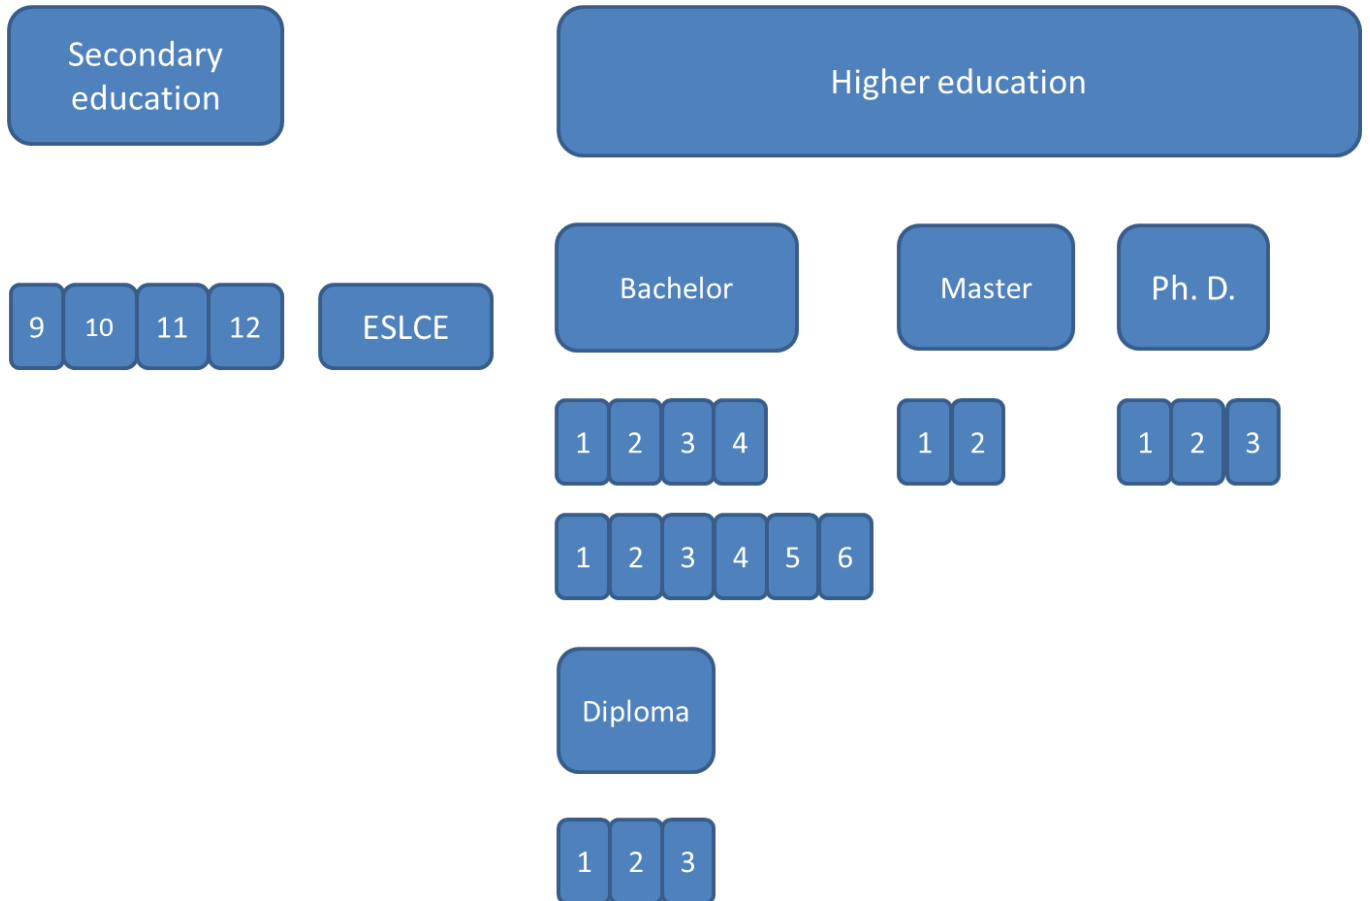 Secondary
education
Higher education
9 10 11 12
ESLCE
Bachelor
Master
Ph. D.
1 2 3 4
1 2
1 2 3
1 2 3 4 5 6
Diploma
1 2 3